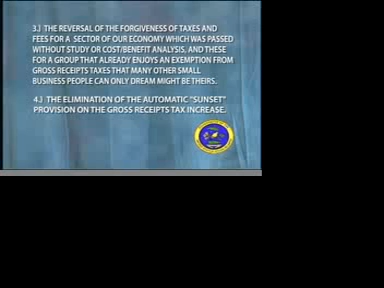 3.) THE REVERSAL OF THE FORGIVENESS OF TAXES AND
FEES FOR A SECTOR OF OUR ECONOMY WHICH WAS PASSED
WITHOUT STUDY OR COST/BENEFIT ANALYSIS, AND THESE
FOR A GROUP THAT ALREADY ENJOYS AN EXEMPTION FROM
GROSS RECEIPTS TAXES THAT MANY OTHER SMALL
BUSINESS PEOPLE CAN ONLY DREAM MIGHT BE THEIRS.
4.) THE ELIMINATION OF THE AUTOMATIC "SUNSET"
PROVISION ON THE GROSS RECEIPTS TAX INCREASE.